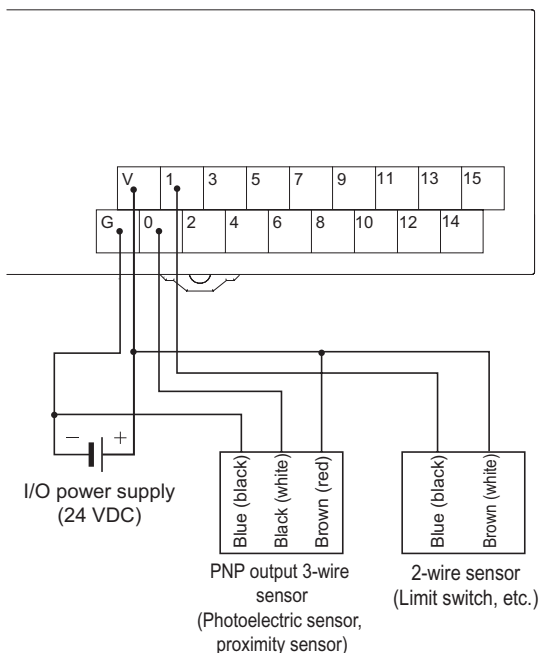 V 1 3 5 7 9 11 13 15
G 0 2 4 6 8 10 12 14
− +
I/O power supply
(24 VDC)
Blue (black)
Black (white)
Brown (red)
Blue (black)
Brown (white)
PNP output 3-wire
sensor
(Photoelectric sensor,
proximity sensor)
2-wire sensor
(Limit switch, etc.)